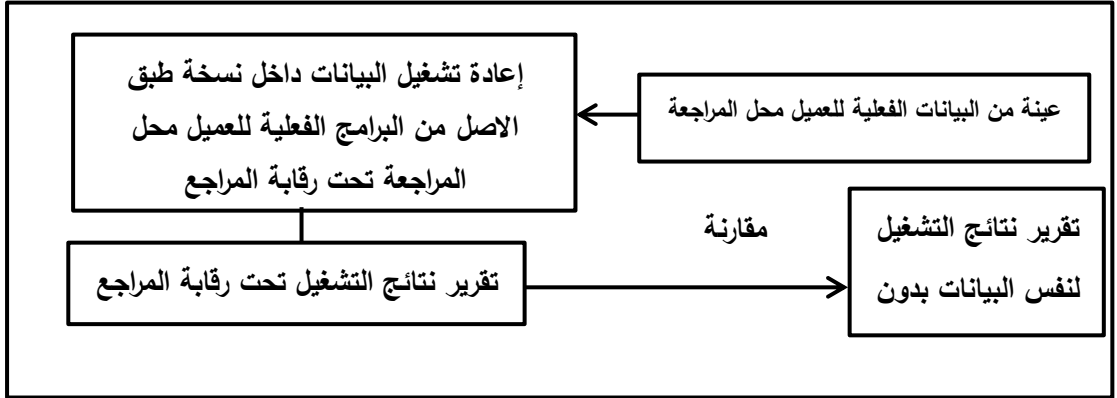 عينة من البيانات الفعلية للعميل محل المراجعة
إعادة تشغيل البيانات داخل نسخة طبق
الاصل من البرامج الفعلية للعميل محل
المراجعة تحت رقابة المراجع
تقرير نتائج التشغيل تحت رقابة المراجع
مقارنة
تقرير نتائج التشغيل
لنفس البيانات بدون